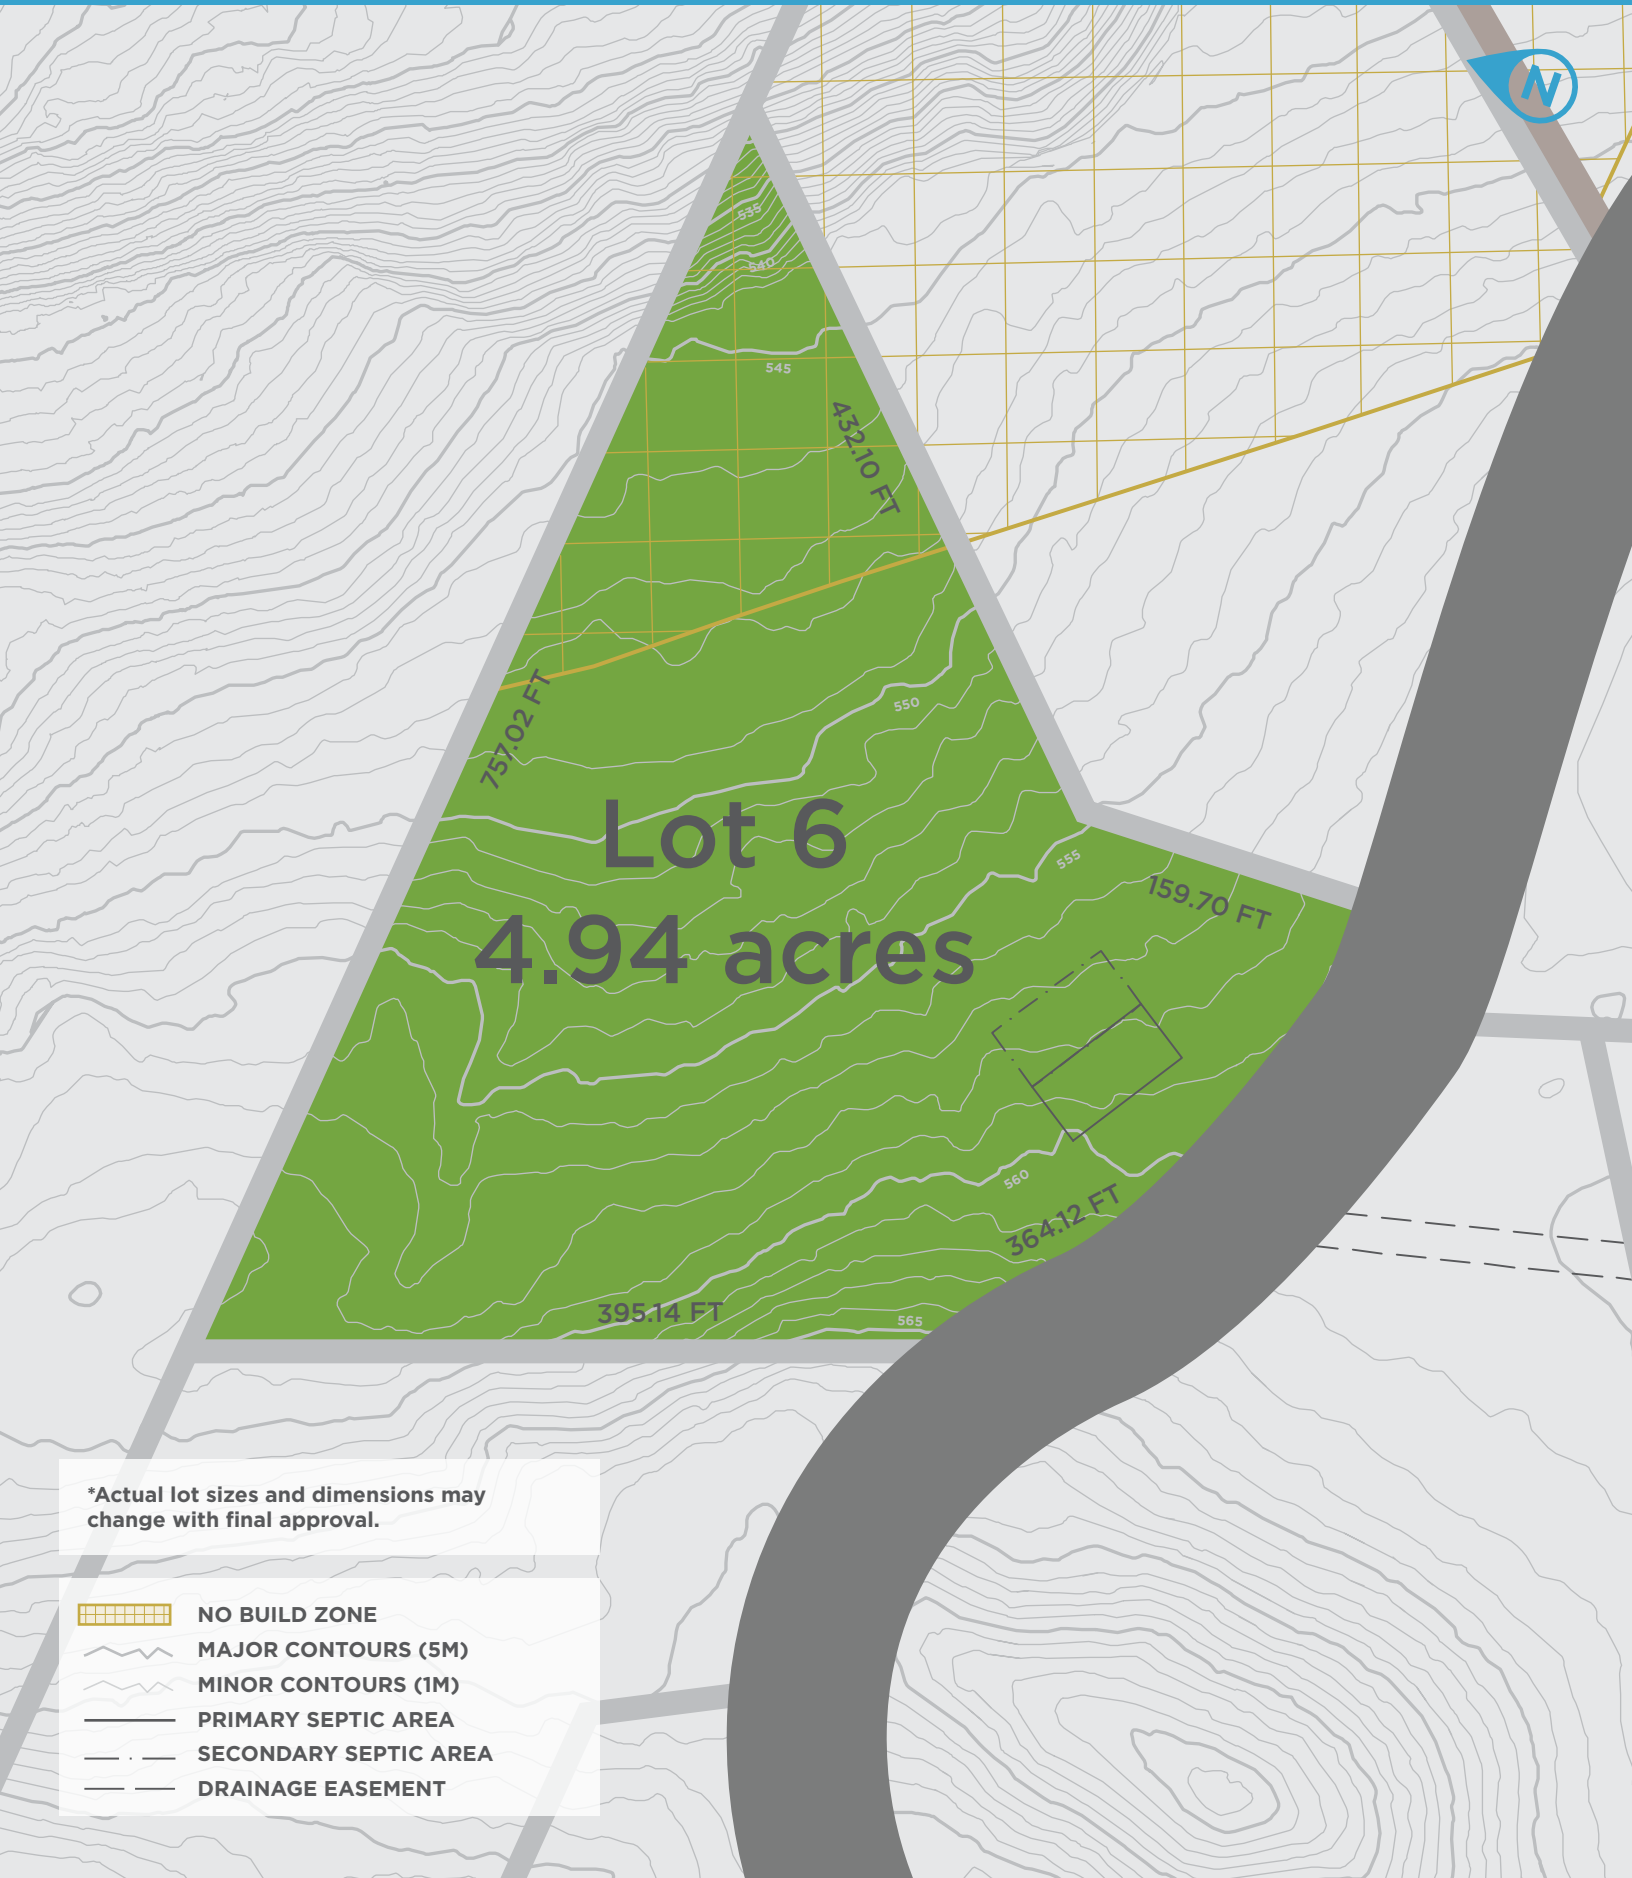 N
535
540
545
432.10 FT
757.02 FT
550
Lot 6
555
159.70 FT
4.94 acres
560
364.12 FT
395.14 FT
565
*Actual lot sizes and dimensions may
change with final approval.
NO BUILD ZONE
MAJOR CONTOURS (5M)
MINOR CONTOURS (1M)
PRIMARY SEPTIC AREA
SECONDARY SEPTIC AREA
DRAINAGE EASEMENT